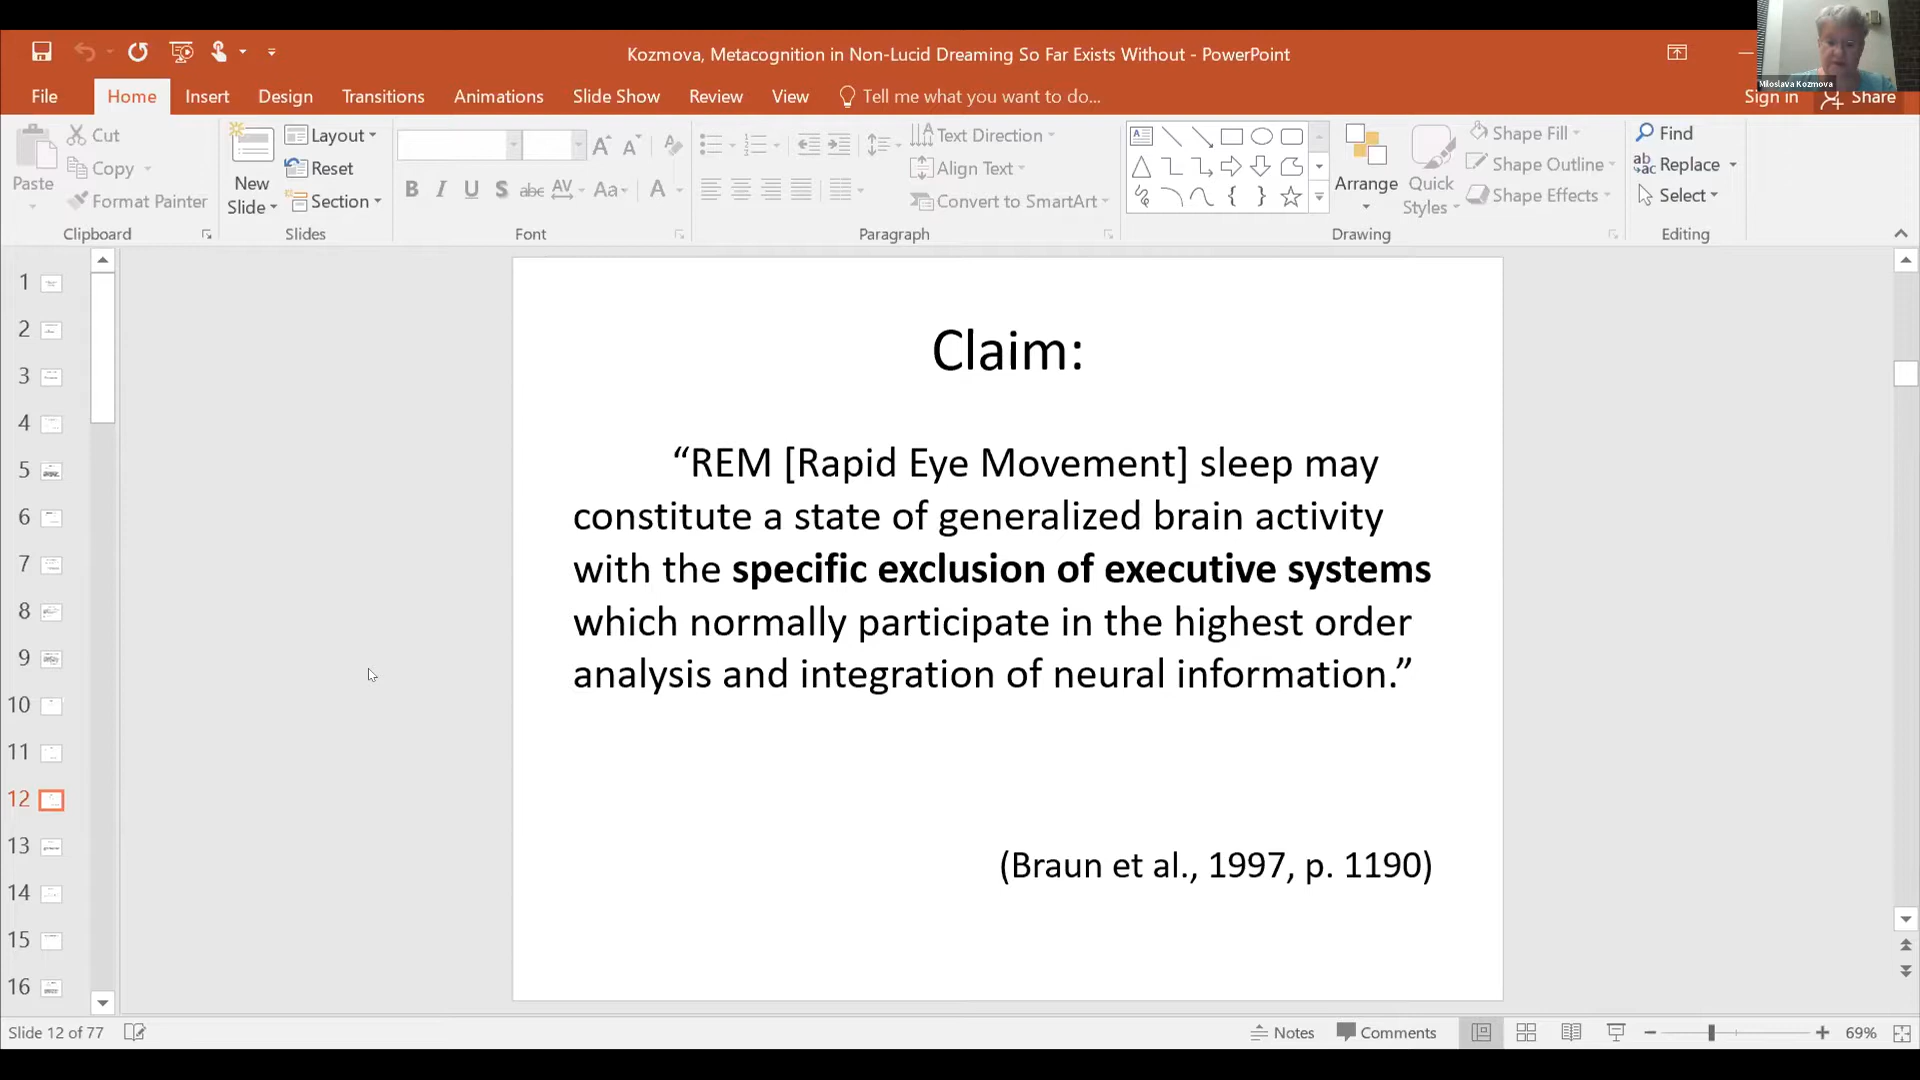 Kozmova, Metacognition in Non-Lucid Dreaming So Far Exists Without - PowerPoint
Miloslava Kozmova
File Home Insert Design Transitions Animations Slide Show Review View Tell me what you want to do... Sign in Share
Paste
Cut
Copy
Format Painter
Clipboard
New Slide
Layout
Reset
Section
Slides
B I U S abc AV Aa A
Font
Text Direction
Align Text
Convert to SmartArt
Paragraph
Arrange
Quick Styles
Shape Fill
Shape Outline
Shape Effects
Drawing
Find
Replace
Select
Editing
1
2
3
4
5
6
7
8
9
10
11
12
13
14
15
16
Claim:
“REM [Rapid Eye Movement] sleep may
constitute a state of generalized brain activity
with the specific exclusion of executive systems
which normally participate in the highest order
analysis and integration of neural information.”
(Braun et al., 1997, p. 1190)
Slide 12 of 77 Notes Comments 69%